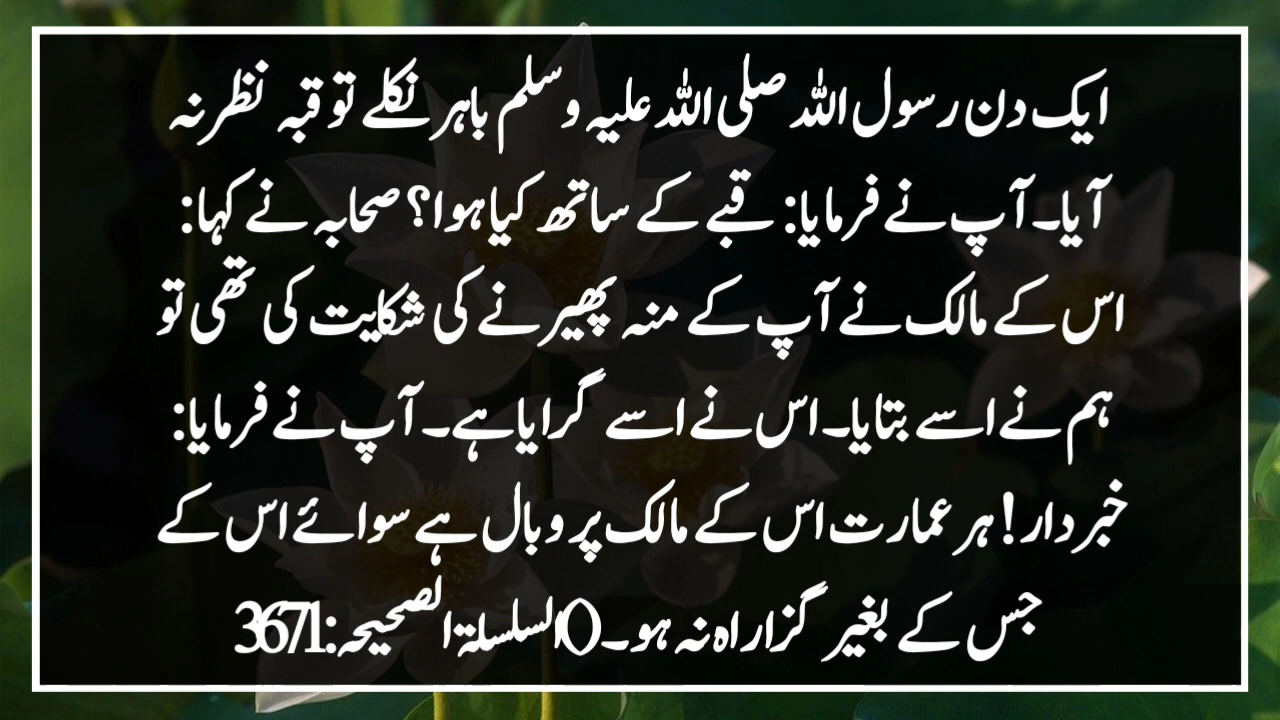 ایک دن رسول اللہ صلی اللہ علیہ وسلم باہر نکلے تو قبہ نظر نہ
آیا۔ آپ نے فرمایا: قبے کے ساتھ کیا ہوا؟ صحابہ نے کہا:
اس کے مالک نے آپ کے منہ پھیرنے کی شکایت کی تھی تو
ہم نے اسے بتایا۔ اس نے اسے گرایا ہے۔ آپ نے فرمایا:
خبردار! ہر عمارت اس کے مالک پر وبال ہے سوائے اس کے
جس کے بغیر گزارا نہ ہو۔ ()السلسلۃ الصحیحہ: 3671